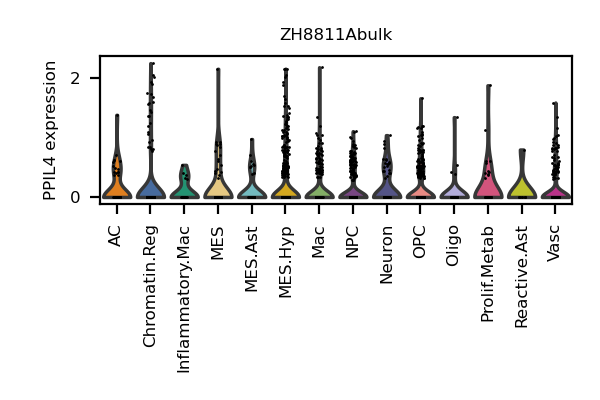 ZH8811Abulk
PPIL4 expression
2
0
AC
Chromatin.Reg
Inflammatory.Mac
MES
MES.Ast
MES.Hyp
Mac
NPC
Neuron
OPC
Oligo
Prolif.Metab
Reactive.Ast
Vasc